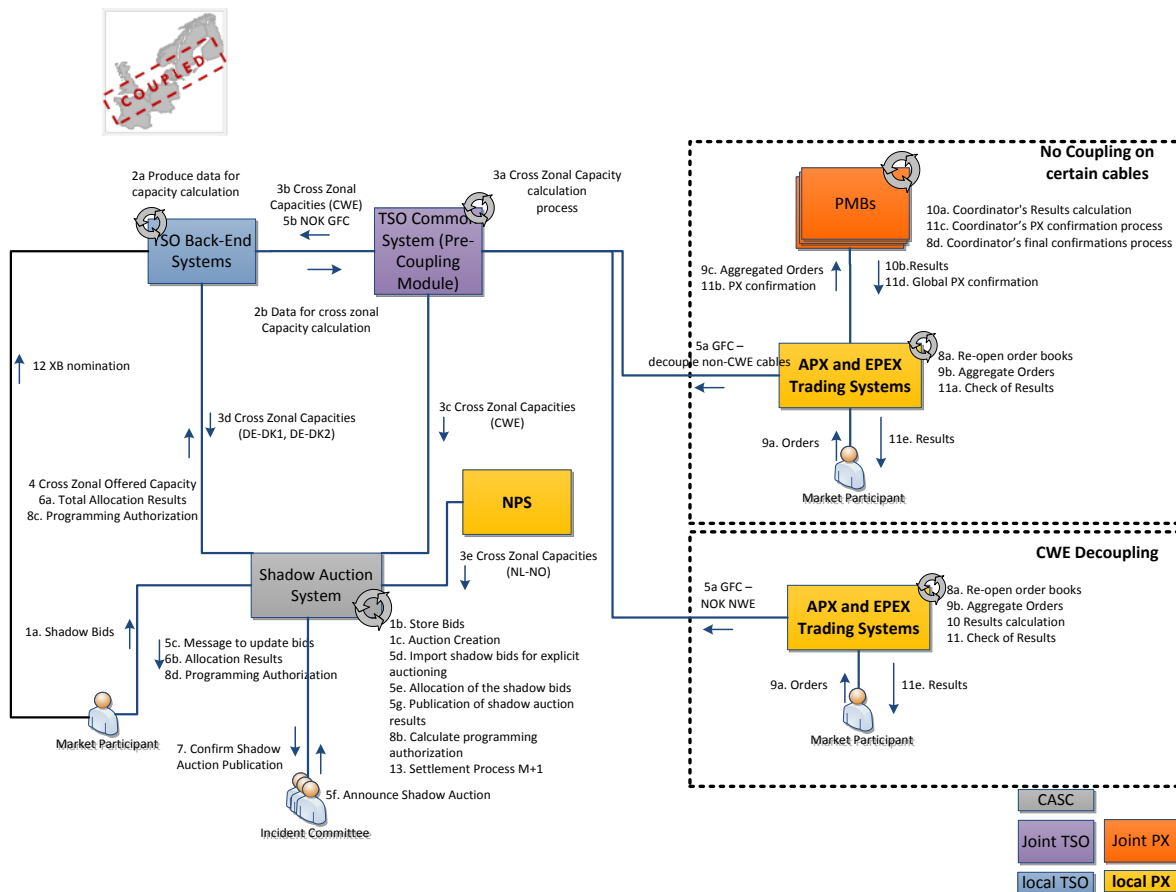 COUPLED
2a Produce data for
capacity calculation
3b Cross Zonal
Capacities (CWE)
5b NOK GFC
3a Cross Zonal Capacity
calculation
process
TSO Back-End
Systems
TSO Common
System (Pre-
Coupling
Module)
2b Data for cross zonal
Capacity calculation
12 XB nomination
3d Cross Zonal Capacities
(DE-DK1, DE-DK2)
3c Cross Zonal Capacities
(CWE)
4 Cross Zonal Offered Capacity
6a. Total Allocation Results
8c. Programming Authorization
NPS
3e Cross Zonal Capacities
(NL-NO)
Shadow Auction
System
1a. Shadow Bids
5c. Message to update bids
6b. Allocation Results
8d. Programming Authorization
Market Participant
1b. Store Bids
1c. Auction Creation
5d. Import shadow bids for explicit
auctioning
5e. Allocation of the shadow bids
5g. Publication of shadow auction
results
8b. Calculate programming
authorization
13. Settlement Process M+1
7. Confirm Shadow
Auction Publication
5f. Announce Shadow Auction
Incident Committee
No Coupling on
certain cables
PMBs
10a. Coordinator's Results calculation
11c. Coordinator's PX confirmation process
8d. Coordinator's final confirmations process
9c. Aggregated Orders
11b. PX confirmation
10b.Results
11d. Global PX confirmation
5a GFC –
decouple non-CWE cables
APX and EPEX
Trading Systems
8a. Re-open order books
9b. Aggregate Orders
11a. Check of Results
9a. Orders
11e. Results
Market Participant
CWE Decoupling
5a GFC –
NOK NWE
APX and EPEX
Trading Systems
8a. Re-open order books
9b. Aggregate Orders
10 Results calculation
11. Check of Results
9a. Orders
11e. Results
Market Participant
CASC
Joint TSO
Joint PX
local TSO
local PX